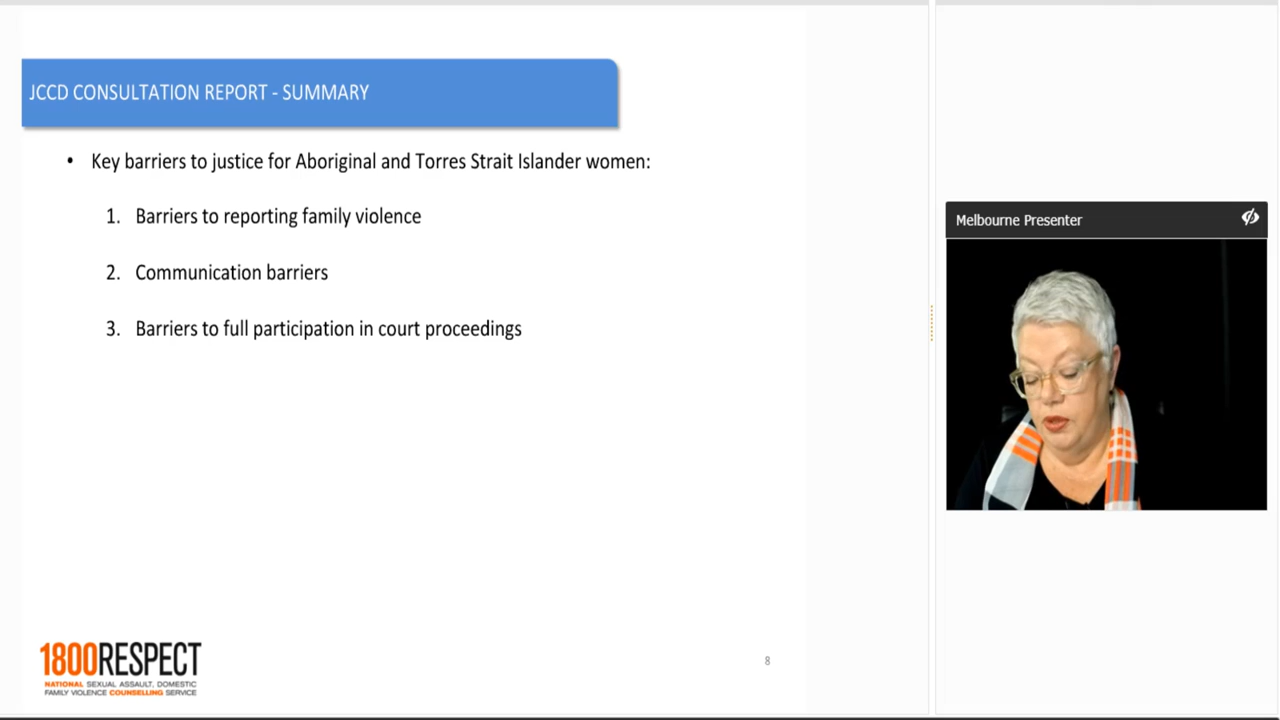 JCCD CONSULTATION REPORT - SUMMARY
• Key barriers to justice for Aboriginal and Torres Strait Islander women:
1. Barriers to reporting family violence
2. Communication barriers
3. Barriers to full participation in court proceedings
Melbourne Presenter
1800RESPECT
NATIONAL SEXUAL ASSAULT, DOMESTIC
FAMILY VIOLENCE COUNSELLING SERVICE
8